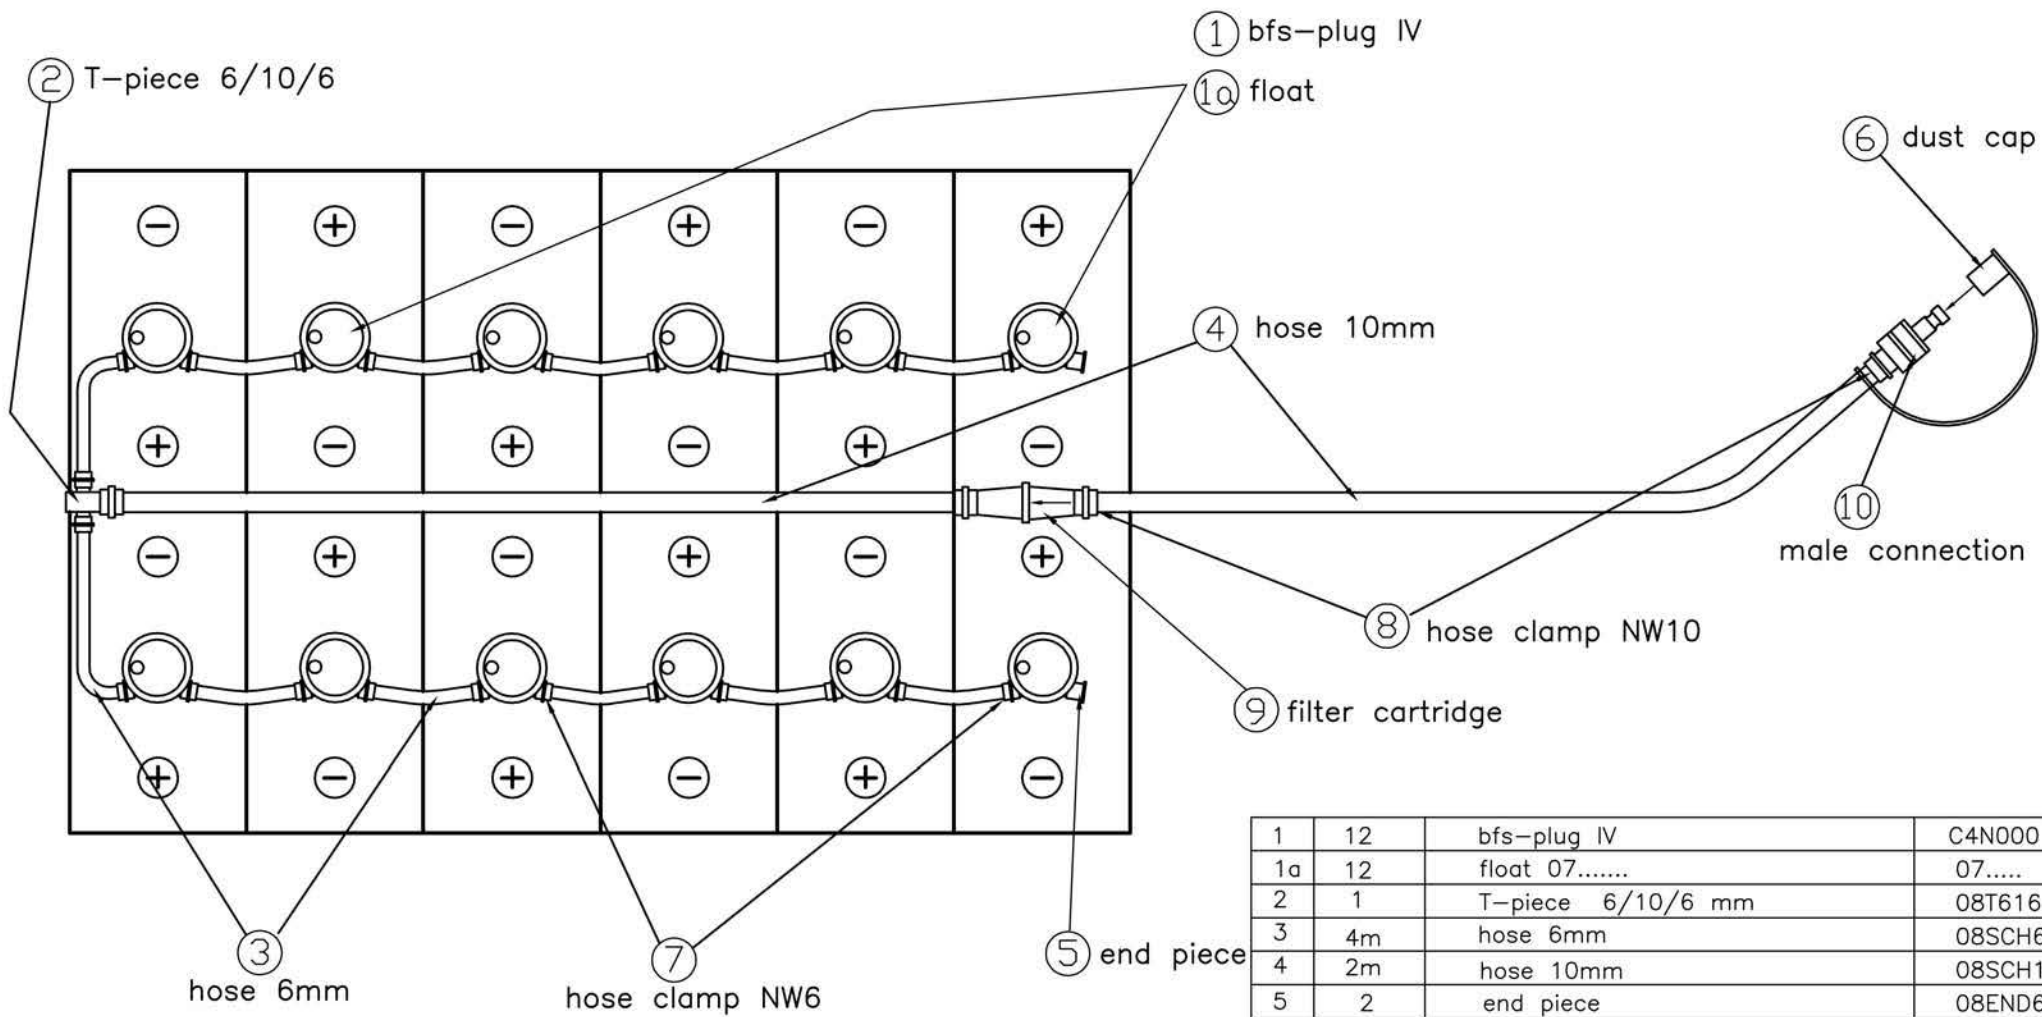 1 bfs-plug IV
2 T-piece 6/10/6
1a float
6 dust cap
− + − + − +
4 hose 10mm
+ − + − + −
10
male connection
− + − + − +
8 hose clamp NW10
9 filter cartridge
+ − + − + −
3
hose 6mm
7
hose clamp NW6
5 end piece
1 12 bfs-plug IV C4N000
1a 12 float 07....... 07.....
2 1 T-piece 6/10/6 mm 08T616
3 4m hose 6mm 08SCH6
4 2m hose 10mm 08SCH1
5 2 end piece 08END6